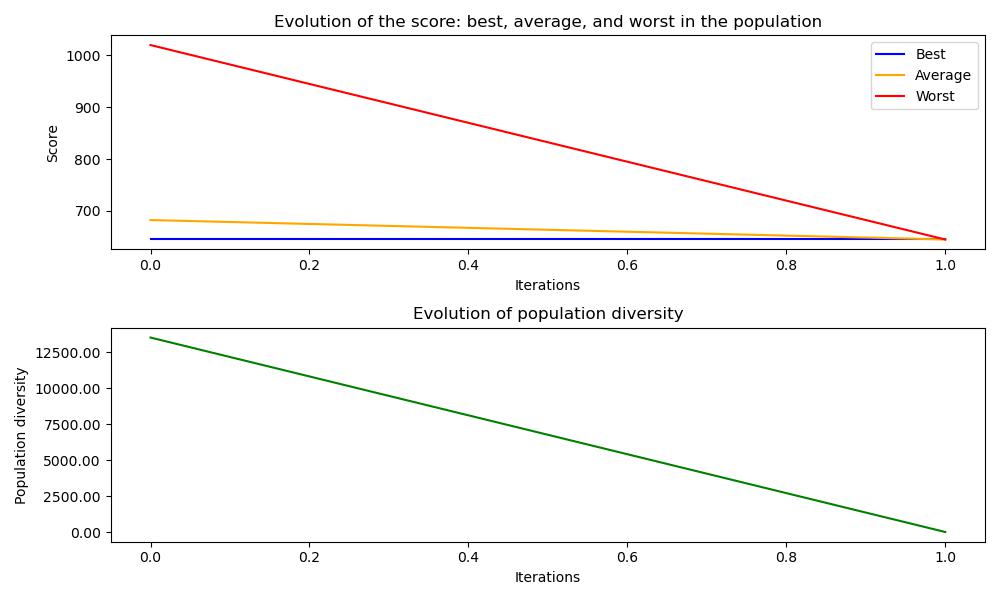 Evolution of the score: best, average, and worst in the population
1000
900
800
700
Score
Best
Average
Worst
0.0 0.2 0.4 0.6 0.8 1.0
Iterations
Evolution of population diversity
12500.00
10000.00
7500.00
5000.00
2500.00
0.00
Population diversity
0.0 0.2 0.4 0.6 0.8 1.0
Iterations